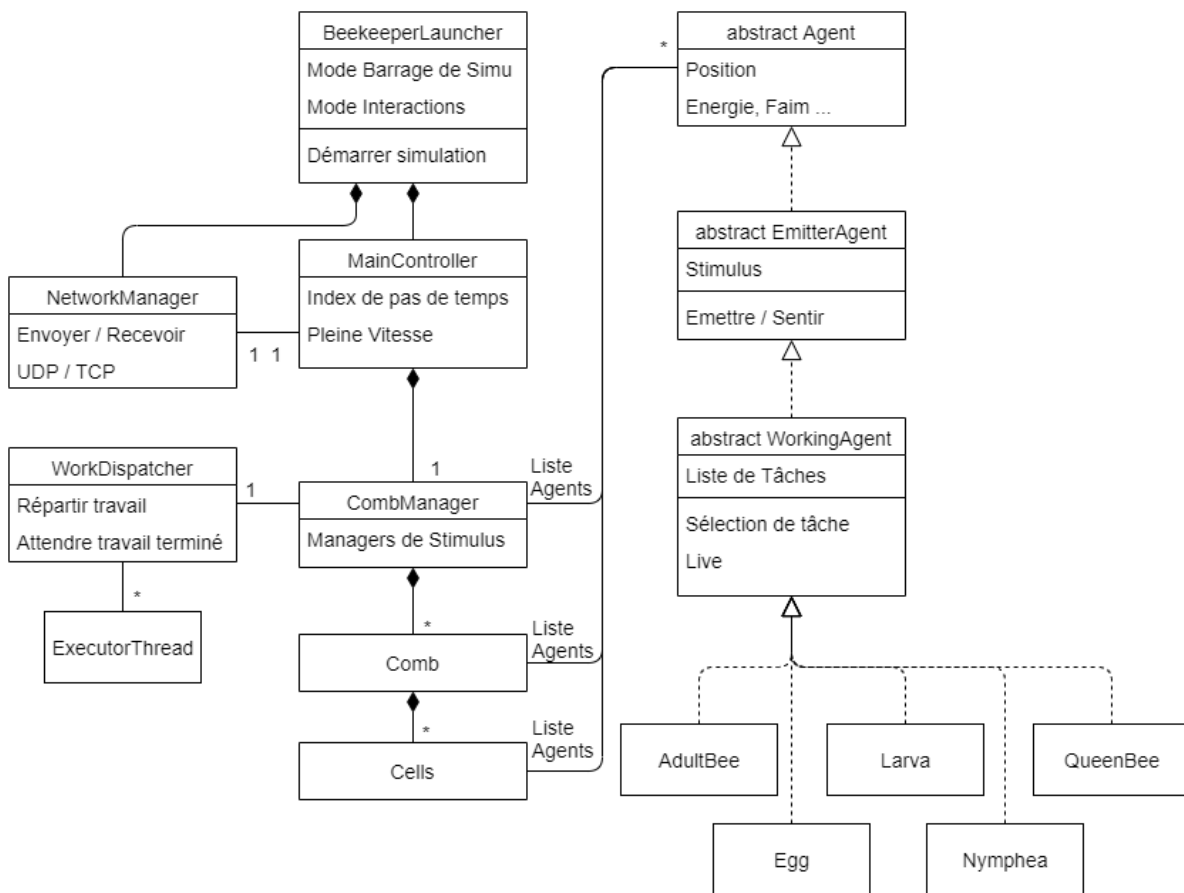 BeekeeperLauncher
Mode Barrage de Simu
Mode Interactions
Démarrer simulation
NetworkManager
Envoyer / Recevoir
UDP / TCP
1 1
MainController
Index de pas de temps
Pleine Vitesse
WorkDispatcher
Répartir travail
Attendre travail terminé
1
*
ExecutorThread
1
CombManager
Managers de Stimulus
*
Comb
*
Cells
Liste
Agents
Liste
Agents
Liste
Agents
*
abstract Agent
Position
Energie, Faim ...
abstract EmitterAgent
Stimulus
Emettre / Sentir
abstract WorkingAgent
Liste de Tâches
Sélection de tâche
Live
AdultBee
Larva
QueenBee
Egg
Nymphea